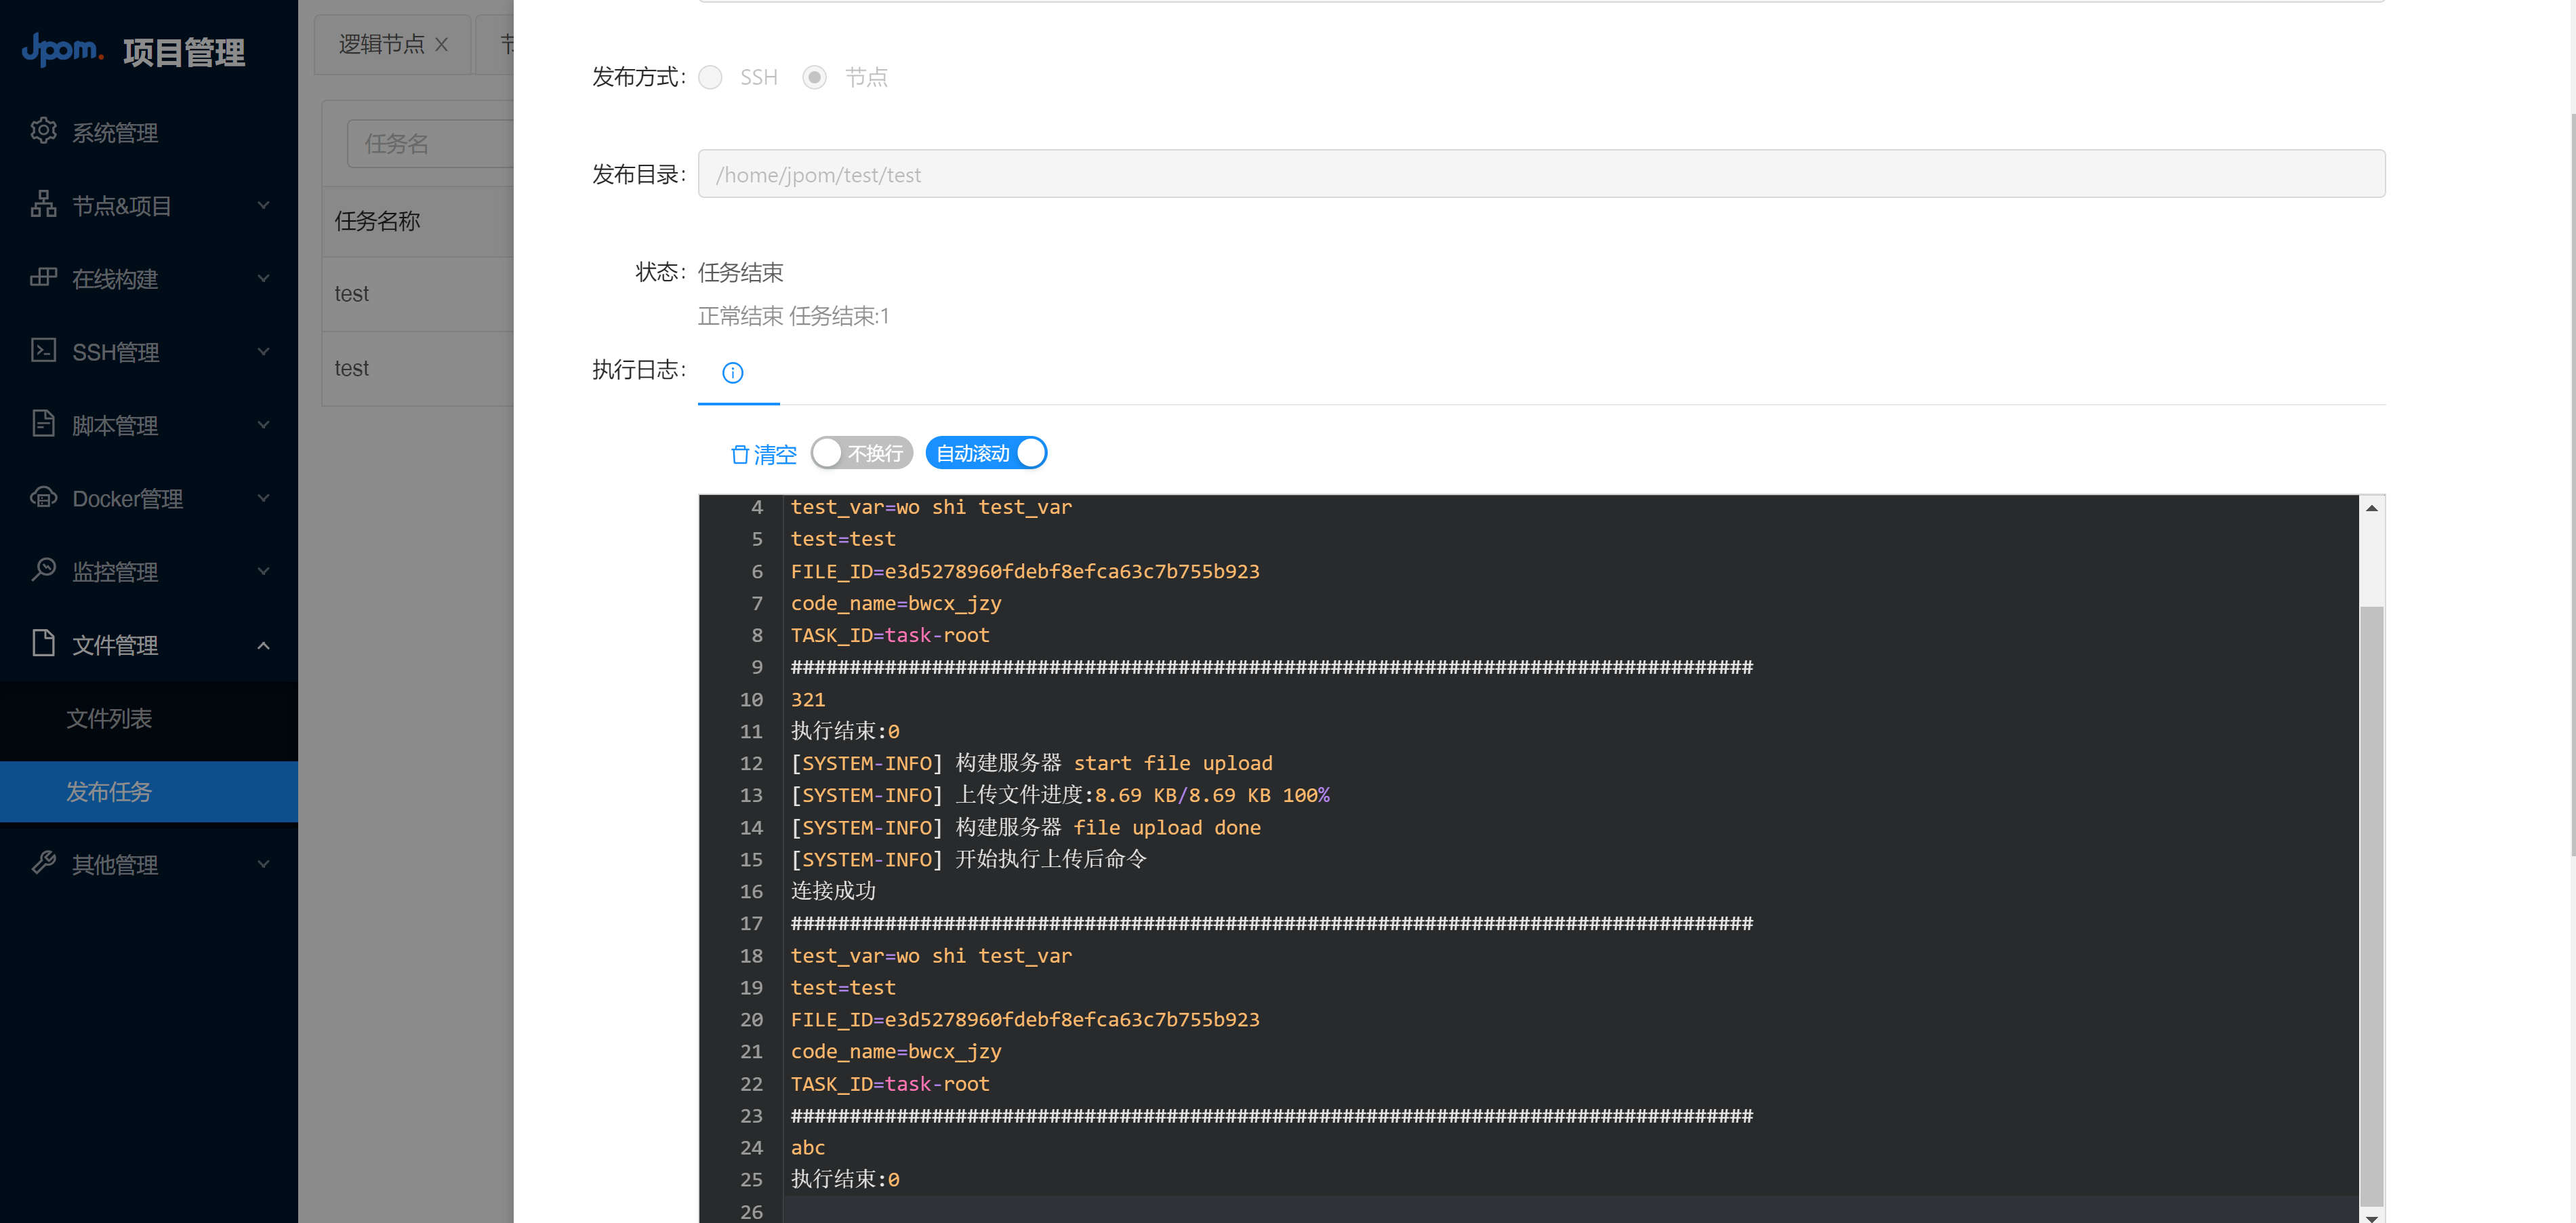 Jpom. 项目管理
系统管理
节点&项目
在线构建
SSH管理
脚本管理
Docker管理
监控管理
文件管理
文件列表
发布任务
其他管理
逻辑节点 X
任务名
任务名称
test
test
发布方式: SSH 节点
发布目录: /home/jpom/test/test
状态: 任务结束
正常结束 任务结束:1
执行日志:
清空 不换行 自动滚动
4 test_var=wo shi test_var
5 test=test
6 FILE_ID=e3d5278960fdebf8efca63c7b755b923
7 code_name=bwcx_jzy
8 TASK_ID=task-root
9 ##################################################################################
10 321
11 执行结束:0
12 [SYSTEM-INFO] 构建服务器 start file upload
13 [SYSTEM-INFO] 上传文件进度:8.69 KB/8.69 KB 100%
14 [SYSTEM-INFO] 构建服务器 file upload done
15 [SYSTEM-INFO] 开始执行上传后命令
16 连接成功
17 ##################################################################################
18 test_var=wo shi test_var
19 test=test
20 FILE_ID=e3d5278960fdebf8efca63c7b755b923
21 code_name=bwcx_jzy
22 TASK_ID=task-root
23 ##################################################################################
24 abc
25 执行结束:0
26